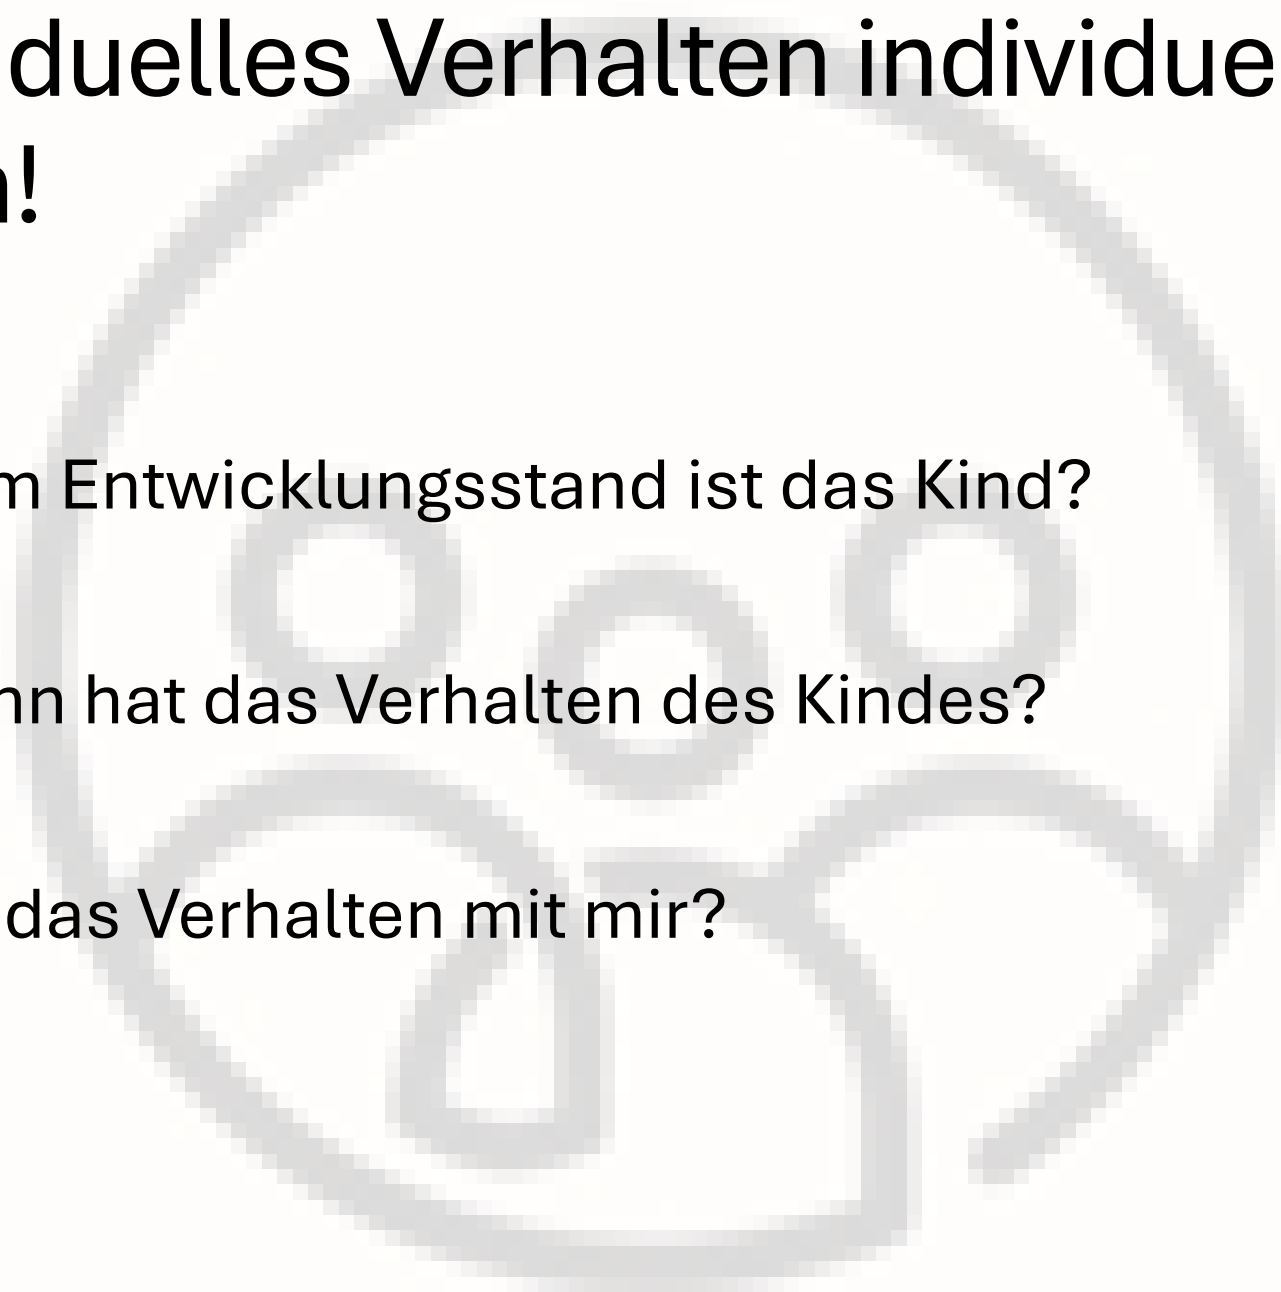 duelles Verhalten individue
n!
m Entwicklungsstand ist das Kind?
nn hat das Verhalten des Kindes?
das Verhalten mit mir?